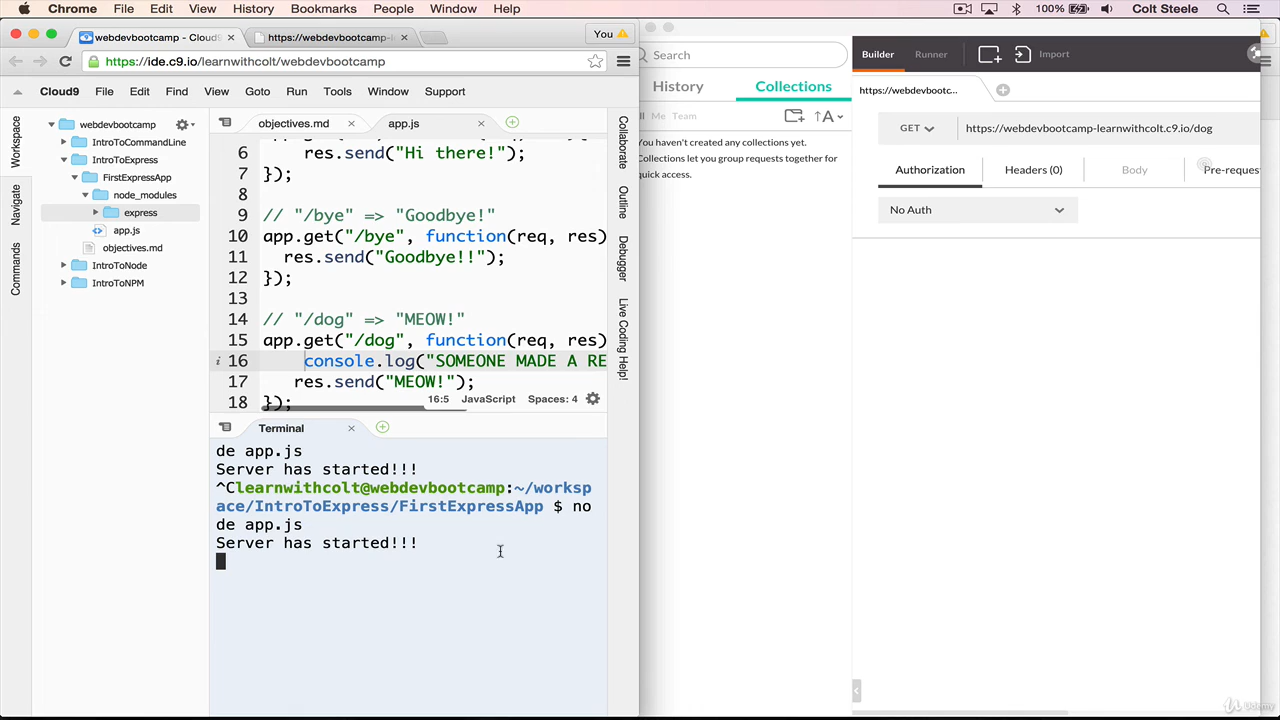 Chrome File Edit View History Bookmarks People Window Help 100% Colt Steele
webdevbootcamp - Cloud9 × https://webdevbootcamp-l × You
https://ide.c9.io/learnwithcolt/webdevbootcamp
Cloud9 File Edit Find View Goto Run Tools Window Support
Workspace
Navigate
Commands
webdevbootcamp
IntroToCommandLine
IntroToExpress
FirstExpressApp
node_modules
express
app.js
objectives.md
IntroToNode
IntroToNPM
objectives.md × app.js ×
6 res.send("Hi there!");
7 });
8
9 // "/bye" => "Goodbye!"
10 app.get("/bye", function(req, res)
11 res.send("Goodbye!!");
12 });
13
14 // "/dog" => "MEOW!"
15 app.get("/dog", function(req, res)
i 16 console.log("SOMEONE MADE A RE
17 res.send("MEOW!");
18 });
16:5 JavaScript Spaces: 4
Terminal ×
de app.js
Server has started!!!
^Clearnwithcolt@webdevbootcamp:~/worksp
ace/IntroToExpress/FirstExpressApp $ no
de app.js
Server has started!!!
Collaborate
Outline
Debugger
Live Coding Help!
Search
History Collections
Me Team A
You haven't created any collections yet.
Collections let you group requests together for
quick access.
Builder Runner Import
https://webdevbootc...
GET https://webdevbootcamp-learnwithcolt.c9.io/dog
Authorization Headers (0) Body Pre-reques
No Auth
Udemy